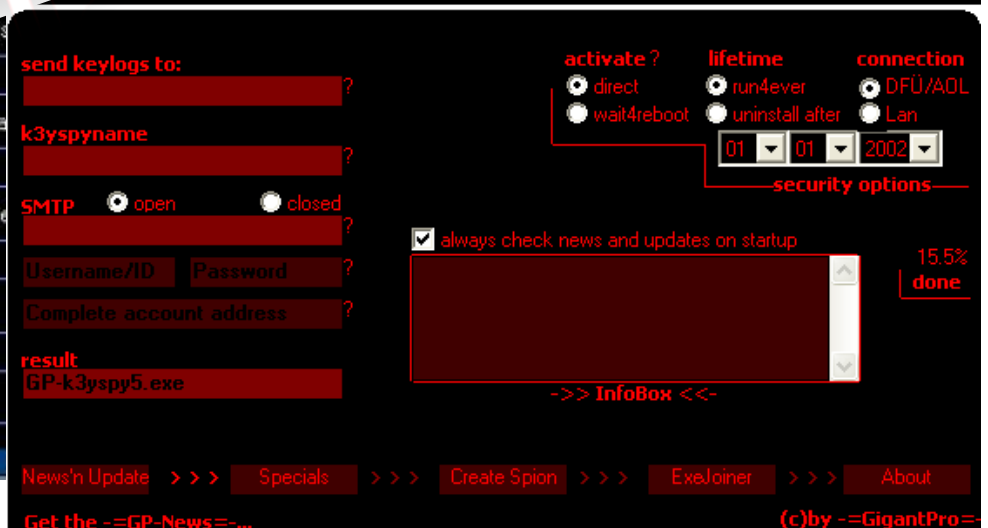 send keylogs to:
?
k3yspyname
?
SMTP open closed
?
Username/ID Password ?
Complete account address ?
result
GP-k3yspy5.exe
activate ? lifetime connection
direct run4ever DFÜ/AOL
wait4reboot uninstall after Lan
01 01 2002
security options
always check news and updates on startup
15.5%
done
->> InfoBox <<-
News'n Update > > > Specials > > > Create Spion > > > ExeJoiner > > > About
Get the -=GP-News=-... (c)by -=GigantPro=-